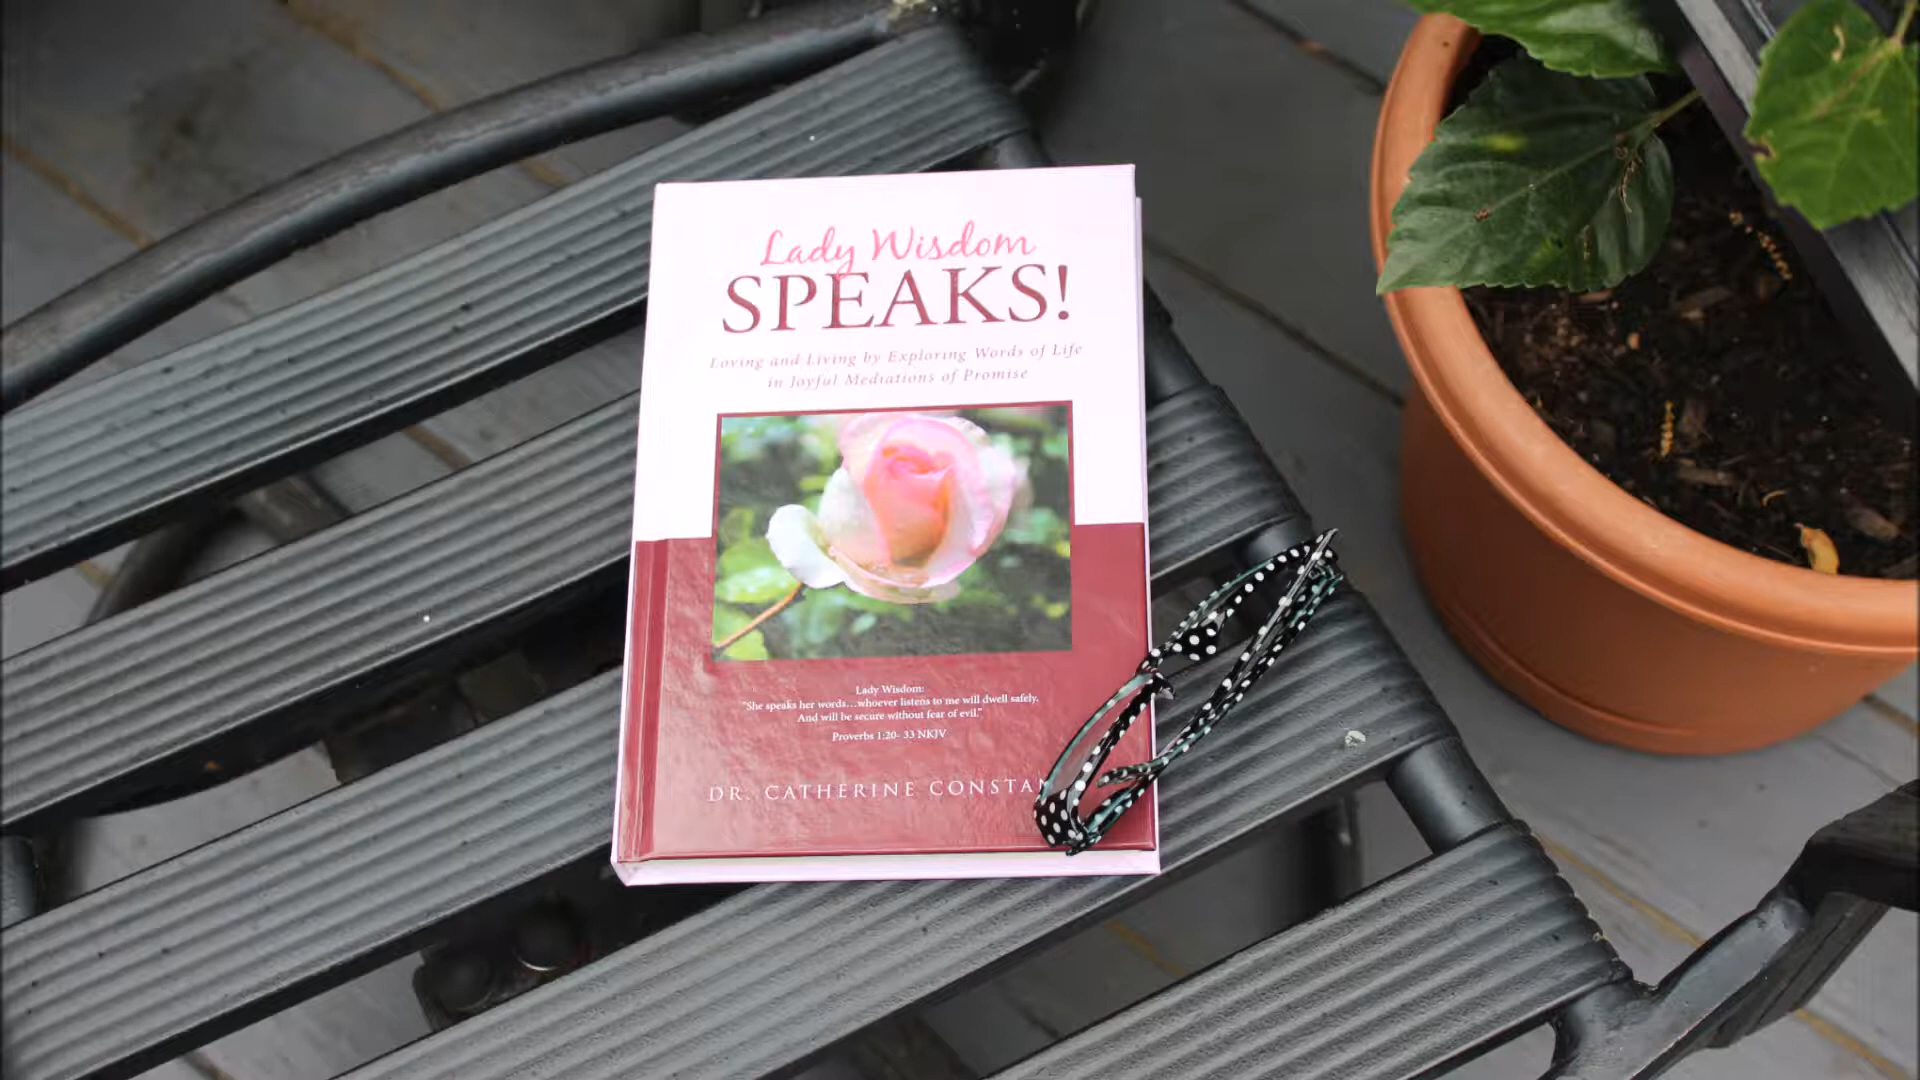 Lady Wisdom
SPEAKS!
Loving and Living by Exploring Words of Life
in Joyful Mediations of Promise
Lady Wisdom:
"She speaks her words...whoever listens to me will dwell safely.
And will be secure without fear of evil."
Proverbs 1:20- 33 NKJV
DR. CATHERINE